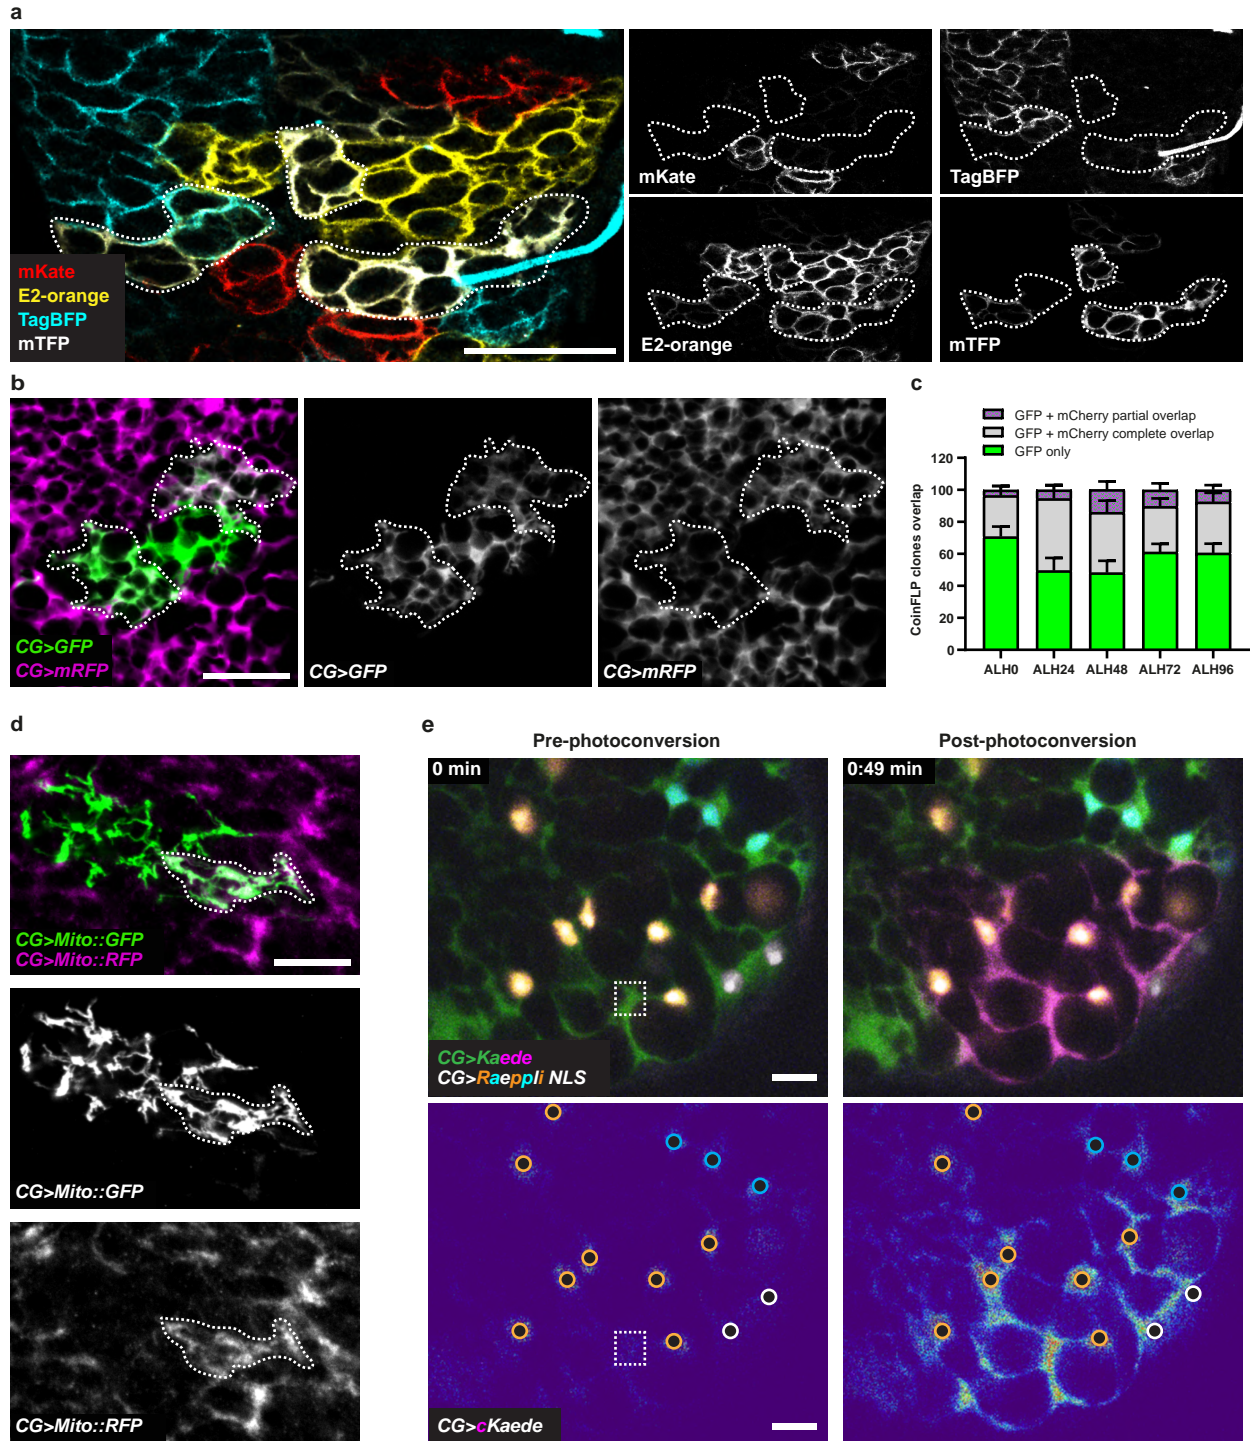 a
mKate
E2-orange
TagBFP
mTFP
mKate
TagBFP
E2-orange
mTFP
b
CG>GFP
CG>mRFP
CG>GFP
CG>mRFP
c
GFP + mCherry partial overlap
GFP + mCherry complete overlap
GFP only
CoinFLP clones overlap
120
100
80
60
40
20
0
ALH0 ALH24 ALH48 ALH72 ALH96
d
CG>Mito::GFP
CG>Mito::RFP
CG>Mito::GFP
CG>Mito::RFP
e
Pre-photoconversion
Post-photoconversion
0 min
0:49 min
CG>Kaede
CG>Raeppli NLS
CG>cKaede